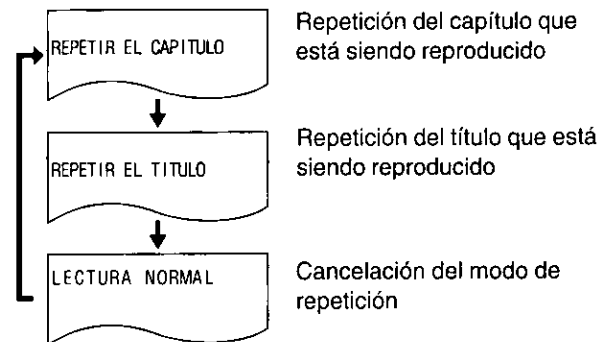 REPETIR EL CAPITULO
Repetición del capítulo que
está siendo reproducido
REPETIR EL TITULO
Repetición del título que está
siendo reproducido
LECTURA NORMAL
Cancelación del modo de
repetición